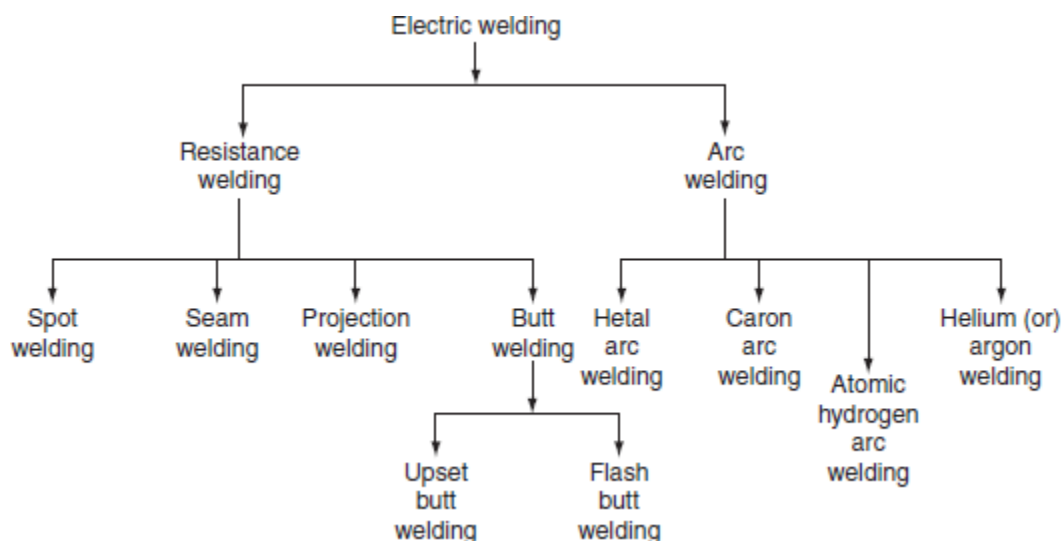 Electric welding
Resistance
welding
Arc
welding
Spot
welding
Seam
welding
Projection
welding
Butt
welding
Hetal
arc
welding
Caron
arc
welding
Atomic
hydrogen
arc
welding
Helium (or)
argon
welding
Upset
butt
welding
Flash
butt
welding